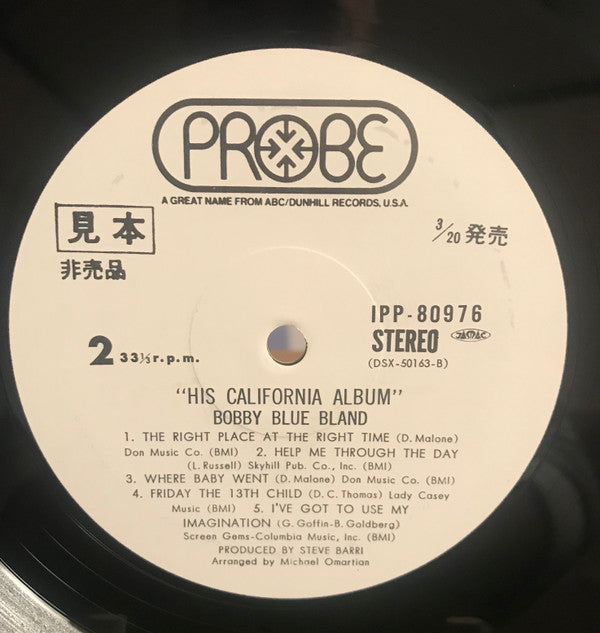 PROBE
A GREAT NAME FROM ABC/DUNHILL RECORDS, U.S.A.
見本
非売品
3/20 発売
IPP-80976
STEREO JASRAC
(DSX-50163-B)
2 33⅓ r.p.m.
"HIS CALIFORNIA ALBUM"
BOBBY BLUE BLAND
1. THE RIGHT PLACE AT THE RIGHT TIME (D. Malone)
Don Music Co. (BMI) 2. HELP ME THROUGH THE DAY
(L. Russell) Skyhill Pub. Co., Inc. (BMI)
3. WHERE BABY WENT (D. Malone) Don Music Co. (BMI)
4. FRIDAY THE 13TH CHILD (D. C. Thomas) Lady Casey
Music (BMI) 5. I'VE GOT TO USE MY
IMAGINATION (G. Goffin-B. Goldberg)
Screen Gems-Columbia Music, Inc. (BMI)
PRODUCED BY STEVE BARRI
Arranged by Michael Omartian